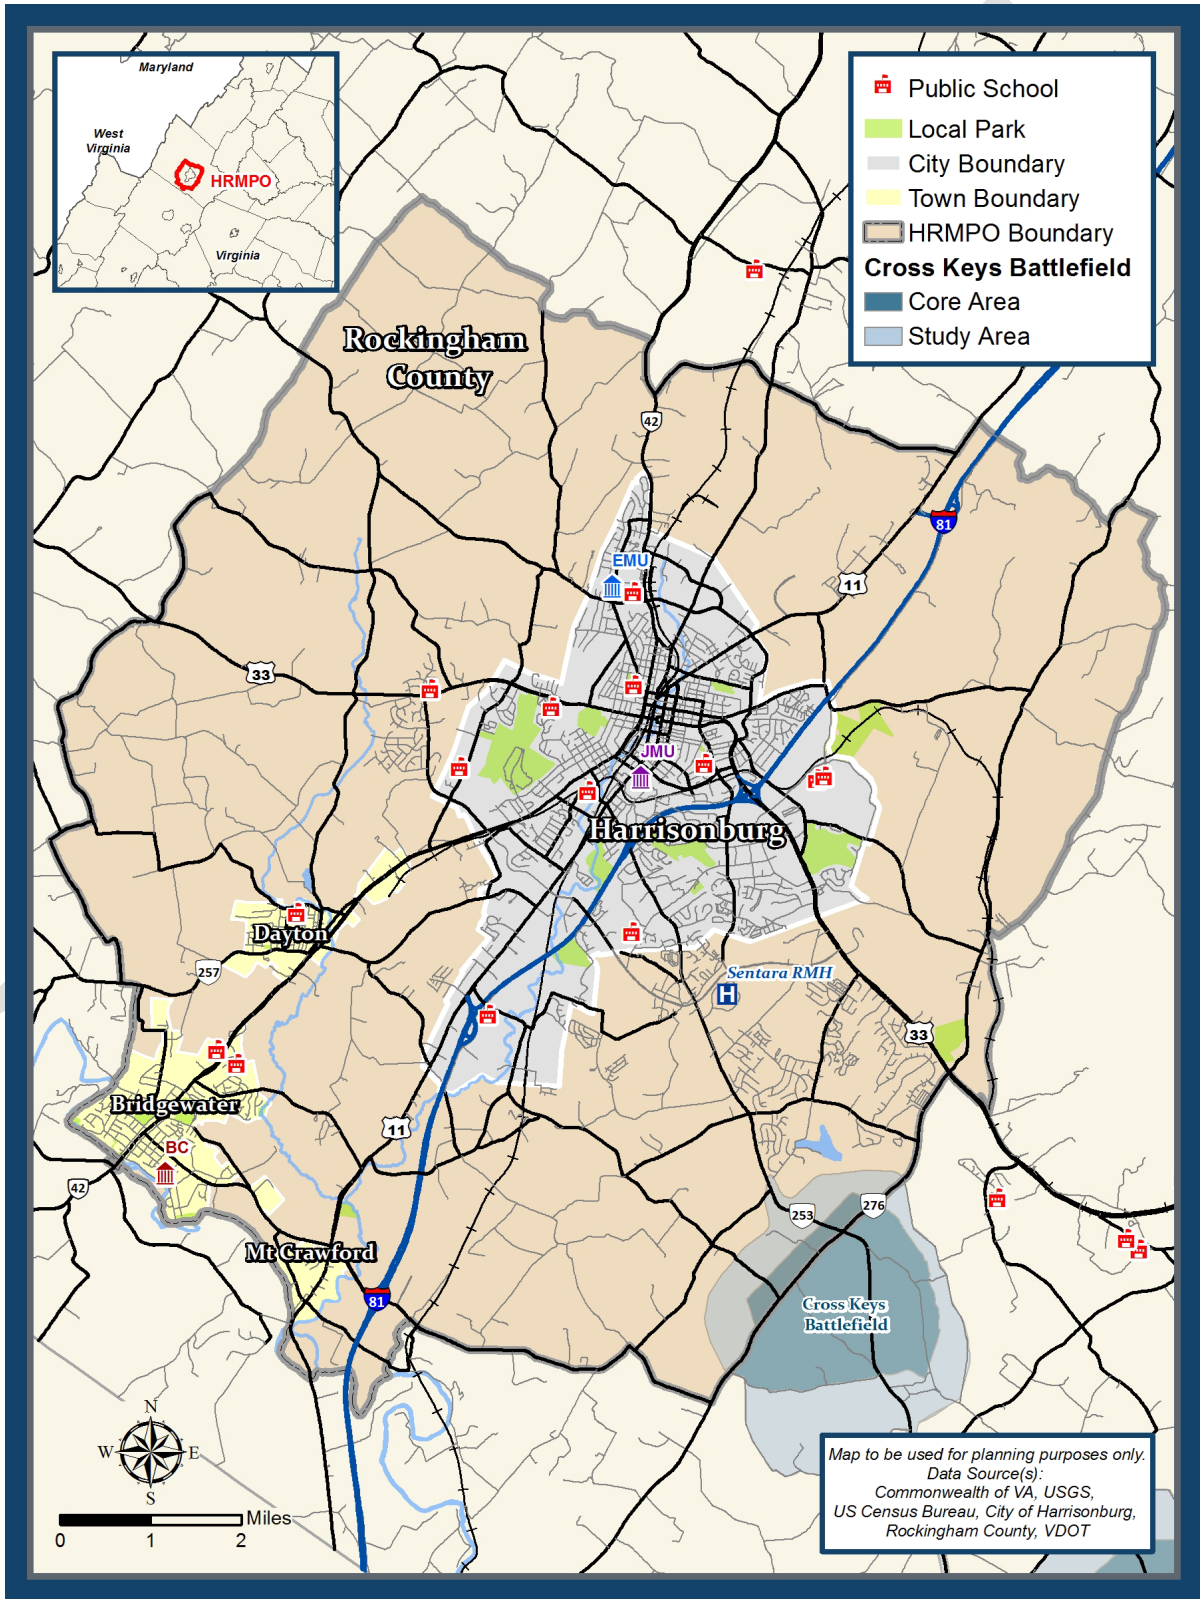 Maryland
West
Virginia
HRMPO
Virginia
Public School
Local Park
City Boundary
Town Boundary
HRMPO Boundary
Cross Keys Battlefield
Core Area
Study Area
Rockingham
County
42
81
EMU
11
33
JMU
Harrisonburg
Dayton
257
Sentara RMH
H
33
Bridgewater
11
BC
42
253
276
Mt Crawford
81
Cross Keys
Battlefield
N
W
E
S
Miles
0
1
2
Map to be used for planning purposes only.
Data Source(s):
Commonwealth of VA, USGS,
US Census Bureau, City of Harrisonburg,
Rockingham County, VDOT